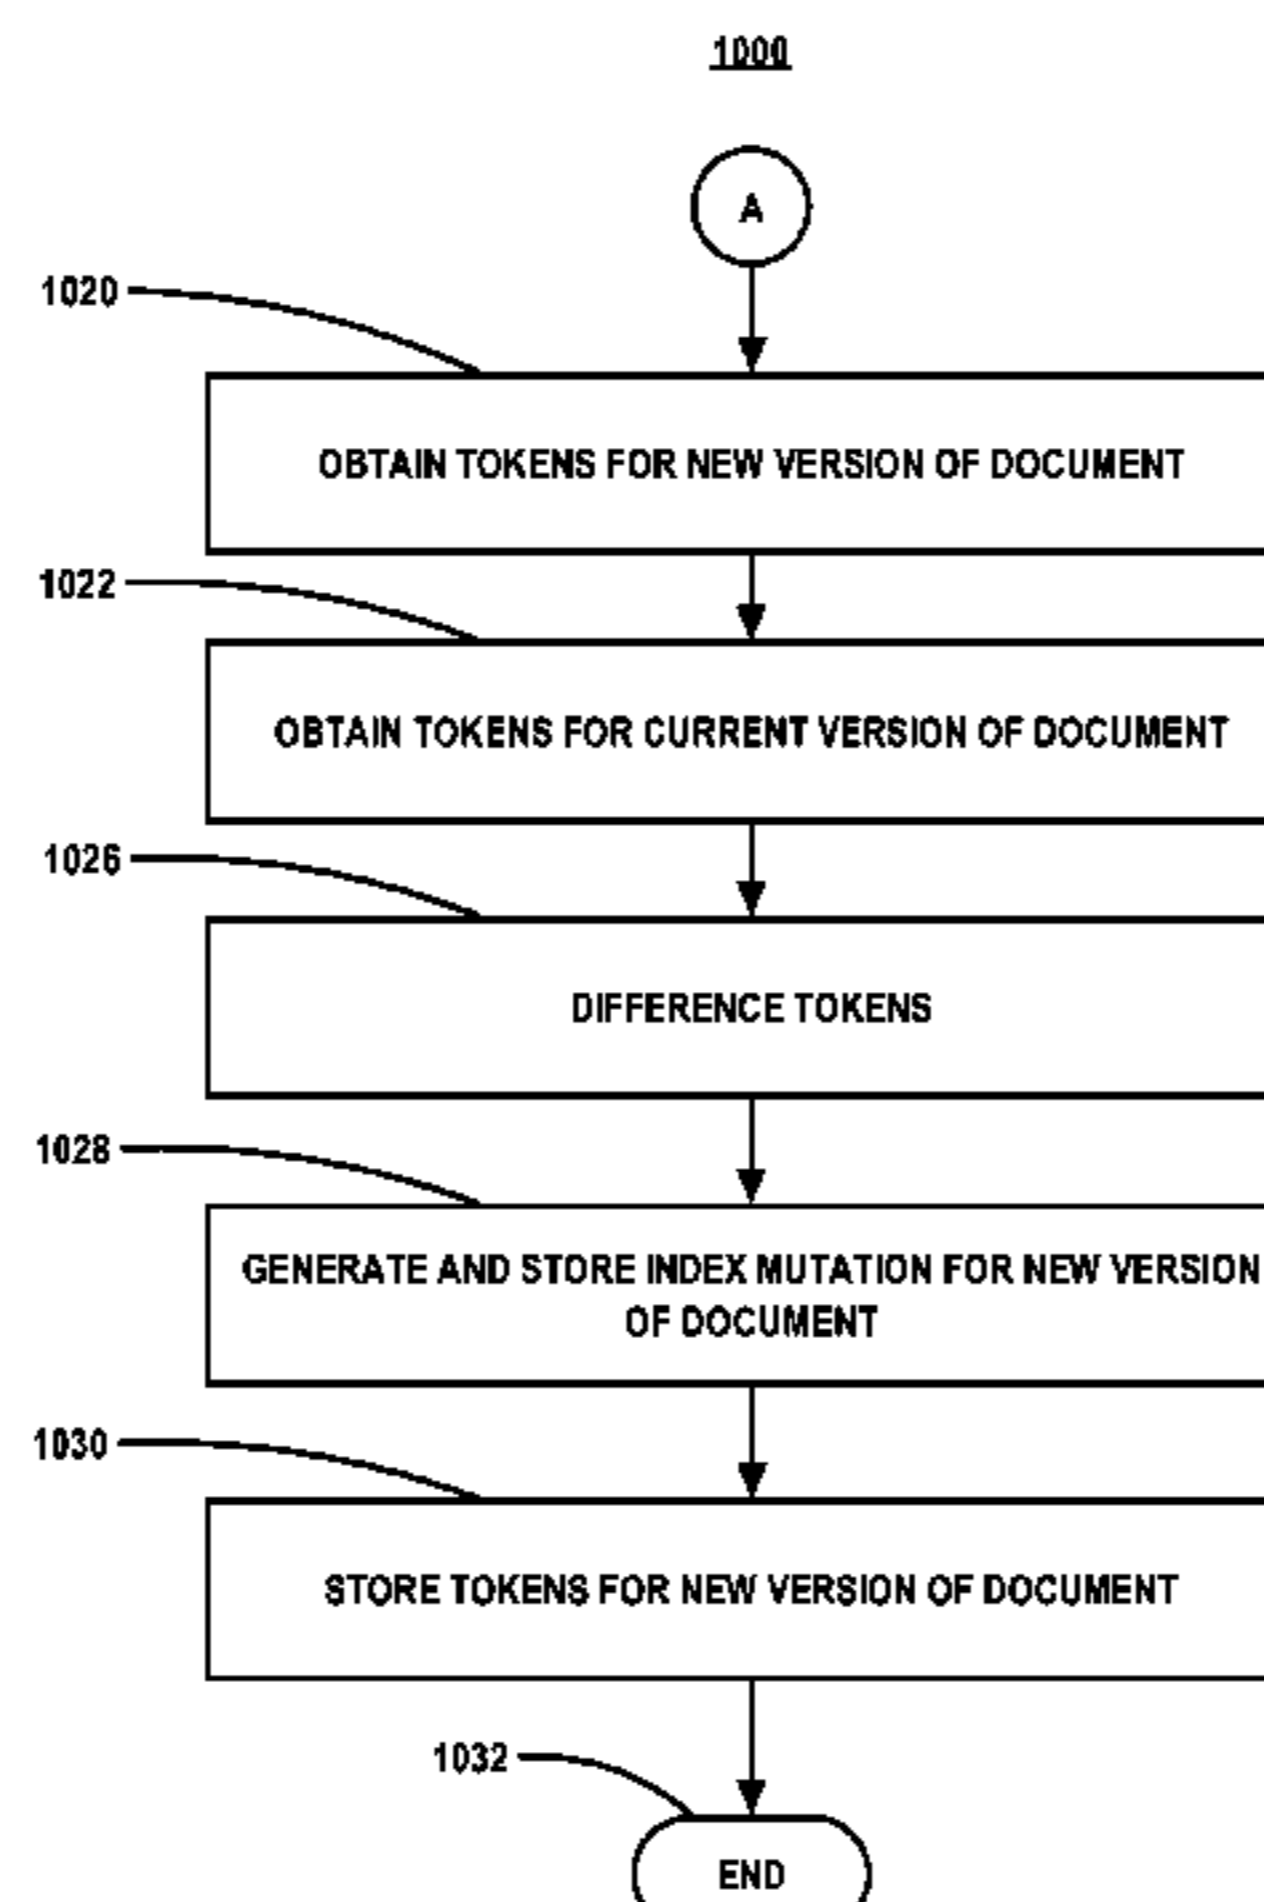 1000
A
1020
OBTAIN TOKENS FOR NEW VERSION OF DOCUMENT
1022
OBTAIN TOKENS FOR CURRENT VERSION OF DOCUMENT
1026
DIFFERENCE TOKENS
1028
GENERATE AND STORE INDEX MUTATION FOR NEW VERSION
OF DOCUMENT
1030
STORE TOKENS FOR NEW VERSION OF DOCUMENT
1032
END